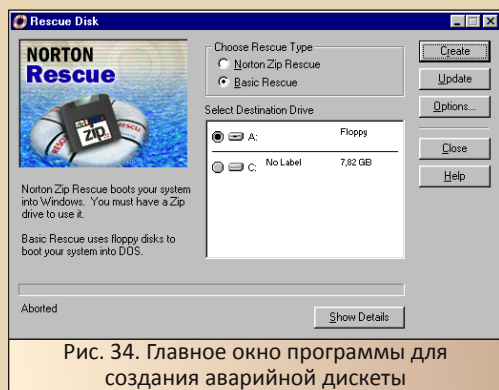 Rescue Disk
NORTON
Rescue
zip
Norton Zip Rescue boots your system
into Windows. You must have a Zip
drive to use it.
Basic Rescue uses floppy disks to
boot your system into DOS.
Choose Rescue Type
Norton Zip Rescue
Basic Rescue
Select Destination Drive
A: Floppy
C: No Label 7,82 GB
Create
Update
Options...
Close
Help
Aborted
Show Details
Рис. 34. Главное окно программы для
создания аварийной дискеты